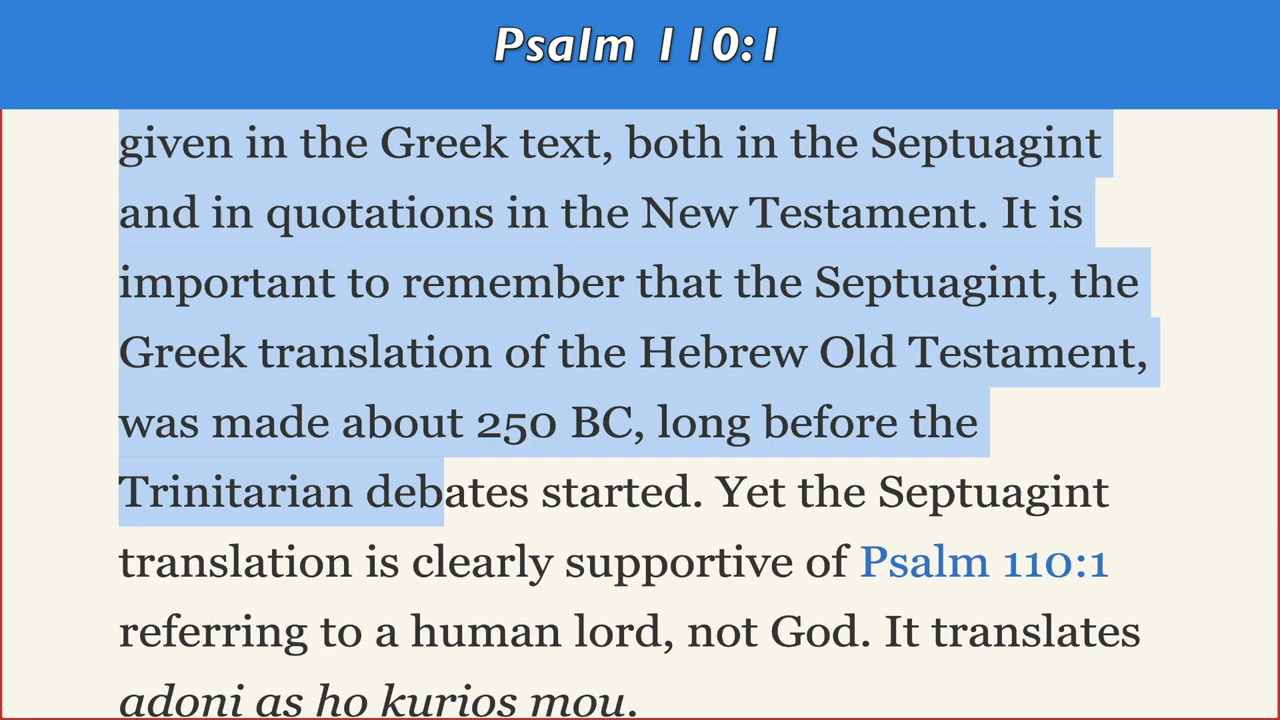 Psalm 110:1
given in the Greek text, both in the Septuagint
and in quotations in the New Testament. It is
important to remember that the Septuagint, the
Greek translation of the Hebrew Old Testament,
was made about 250 BC, long before the
Trinitarian debates started. Yet the Septuagint
translation is clearly supportive of Psalm 110:1
referring to a human lord, not God. It translates
adoni as ho kurios mou.